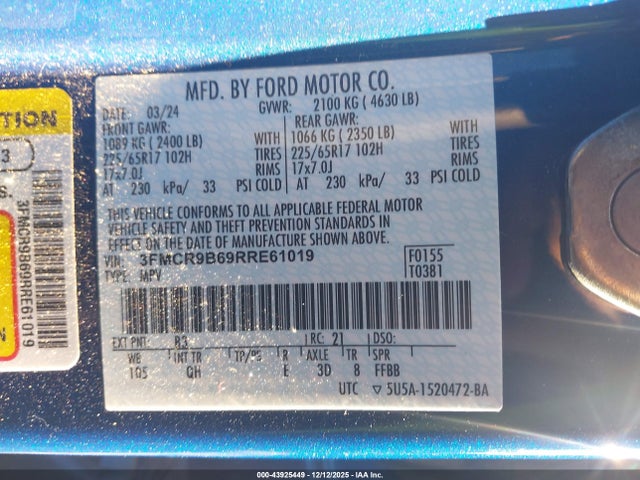 MFD. BY FORD MOTOR CO.
DATE: 03/24 GVWR: 2100 KG ( 4630 LB)
FRONT GAWR: REAR GAWR:
1089 KG ( 2400 LB) WITH 1066 KG ( 2350 LB) WITH
225/65R17 102H TIRES 225/65R17 102H TIRES
17x7.0J RIMS 17x7.0J RIMS
AT 230 kPa/ 33 PSI COLD AT 230 kPa/ 33 PSI COLD
THIS VEHICLE CONFORMS TO ALL APPLICABLE FEDERAL MOTOR
VEHICLE SAFETY AND THEFT PREVENTION STANDARDS IN
EFFECT ON THE DATE OF MANUFACTURE SHOWN ABOVE.
VIN: 3FMCR9B69RRE61019
TYPE: MPV
F0155
T0381
EXT PNT: B3 RC: 21 DSO:
WB INT TR TP/PS R AXLE TR SPR
105 GH E 3D 8 FFBB
UTC ▽ 5U5A-1520472-BA
3FMCR9B69RRE61019
000-43925449 - 12/12/2025 - IAA Inc.